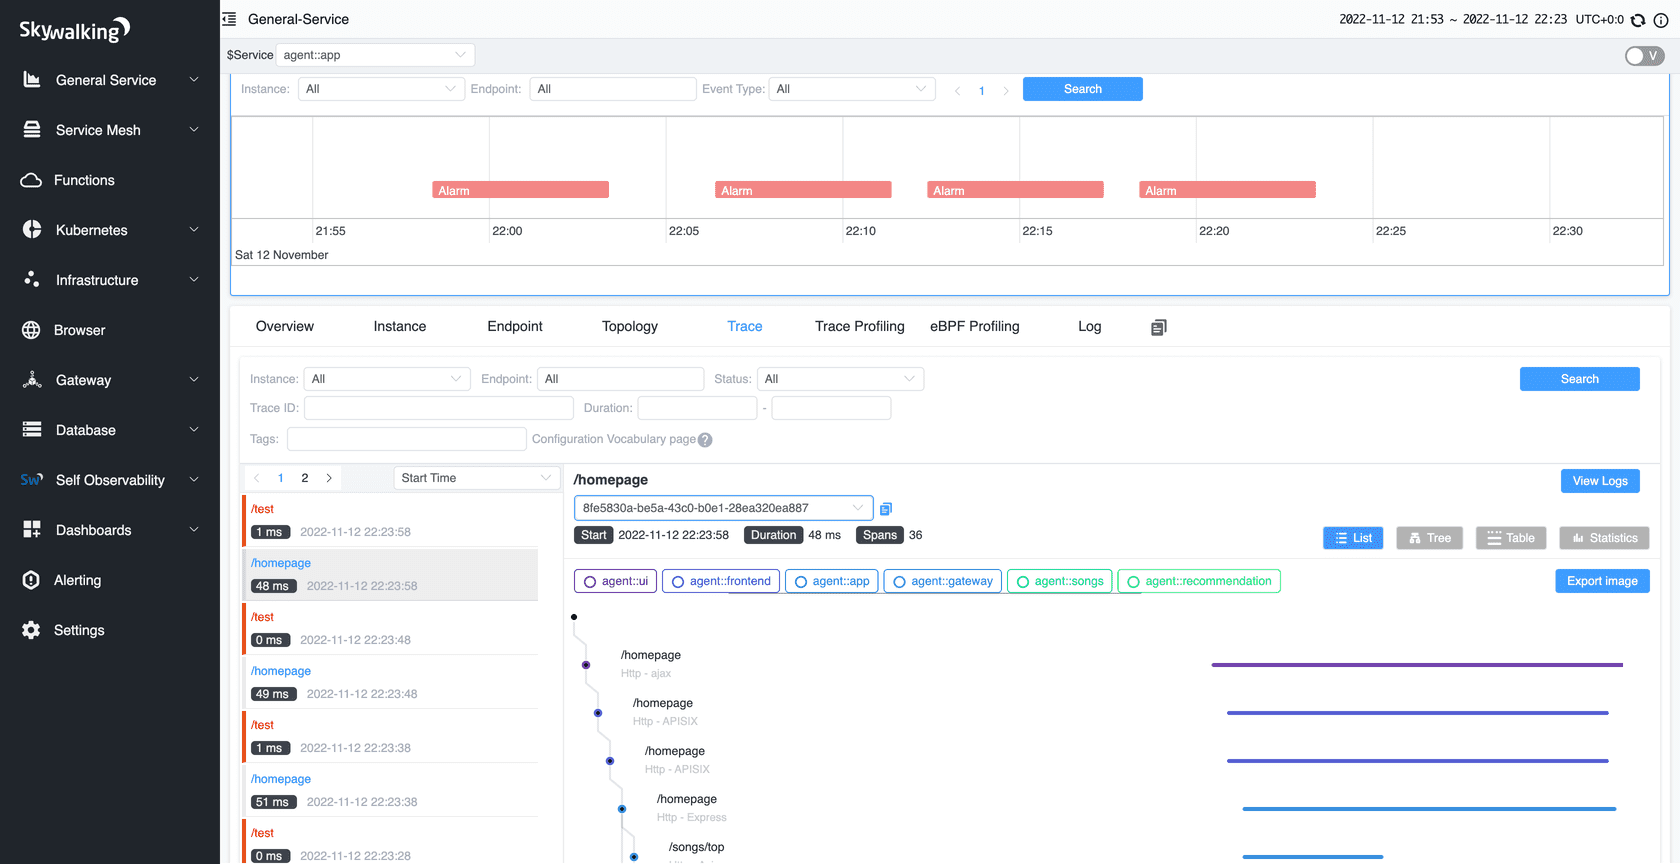 Skywalking
General Service
Service Mesh
Functions
Kubernetes
Infrastructure
Browser
Gateway
Database
Sw Self Observability
Dashboards
Alerting
Settings
General-Service
2022-11-12 21:53 ~ 2022-11-12 22:23 UTC+0:0
$Service agent::app
V
Instance: All Endpoint: All Event Type: All 1 Search
Alarm Alarm Alarm Alarm
21:55 22:00 22:05 22:10 22:15 22:20 22:25 22:30
Sat 12 November
Overview Instance Endpoint Topology Trace Trace Profiling eBPF Profiling Log
Instance: All Endpoint: All Status: All Search
Trace ID: Duration: -
Tags: Configuration Vocabulary page ?
1 2 Start Time
/test
1 ms 2022-11-12 22:23:58
/homepage
48 ms 2022-11-12 22:23:58
/test
0 ms 2022-11-12 22:23:48
/homepage
49 ms 2022-11-12 22:23:48
/test
1 ms 2022-11-12 22:23:38
/homepage
51 ms 2022-11-12 22:23:38
/test
0 ms 2022-11-12 22:23:28
/homepage
View Logs
8fe5830a-be5a-43c0-b0e1-28ea320ea887
Start 2022-11-12 22:23:58 Duration 48 ms Spans 36
List Tree Table Statistics
agent::ui agent::frontend agent::app agent::gateway agent::songs agent::recommendation
Export image
/homepage
Http - ajax
/homepage
Http - APISIX
/homepage
Http - APISIX
/homepage
Http - Express
/songs/top